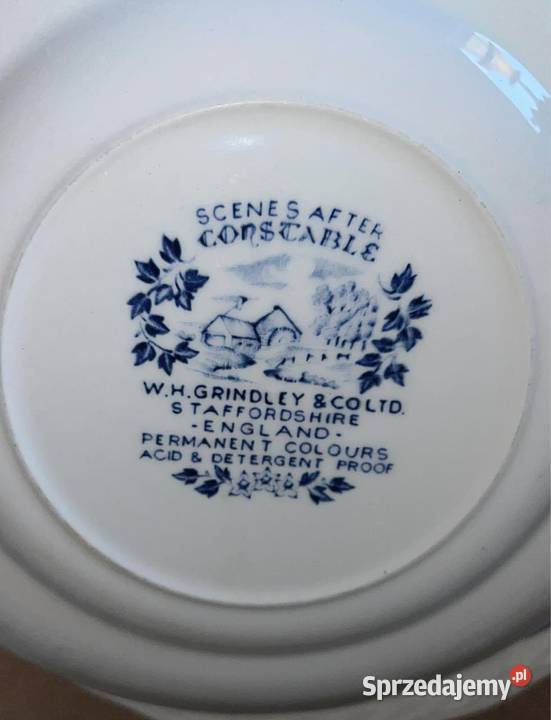 SCENES AFTER
CONSTABLE
W.H. GRINDLEY & CO LTD.
STAFFORDSHIRE
- ENGLAND -
PERMANENT COLOURS
ACID & DETERGENT PROOF
Sprzedajemy.pl